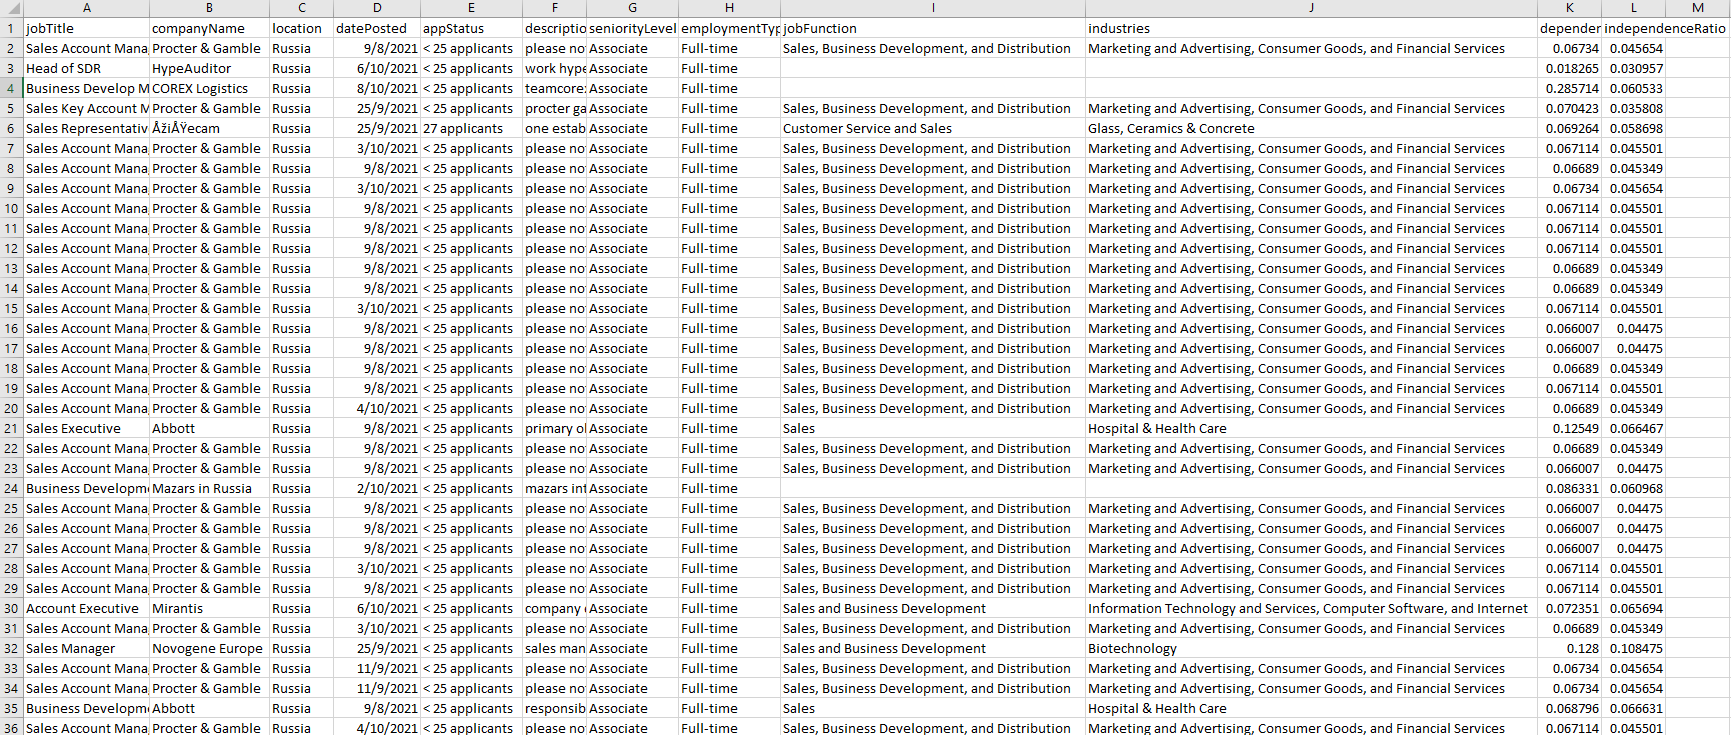 A B C D E F G H I J K L M
1 jobTitle companyName location datePosted appStatus descriptio seniorityLevel employmentTyp jobFunction industries depender independenceRatio
2 Sales Account Mana Procter & Gamble Russia 9/8/2021 < 25 applicants please no Associate Full-time Sales, Business Development, and Distribution Marketing and Advertising, Consumer Goods, and Financial Services 0.06734 0.045654
3 Head of SDR HypeAuditor Russia 6/10/2021 < 25 applicants work hype Associate Full-time 0.018265 0.030957
4 Business Develop M COREX Logistics Russia 8/10/2021 < 25 applicants teamcore: Associate Full-time 0.285714 0.060533
5 Sales Key Account M Procter & Gamble Russia 25/9/2021 < 25 applicants procter ga Associate Full-time Sales, Business Development, and Distribution Marketing and Advertising, Consumer Goods, and Financial Services 0.070423 0.035808
6 Sales Representativ ÅžiÅŸecam Russia 25/9/2021 27 applicants one estab Associate Full-time Customer Service and Sales Glass, Ceramics & Concrete 0.069264 0.058698
7 Sales Account Mana Procter & Gamble Russia 3/10/2021 < 25 applicants please no Associate Full-time Sales, Business Development, and Distribution Marketing and Advertising, Consumer Goods, and Financial Services 0.067114 0.045501
8 Sales Account Mana Procter & Gamble Russia 9/8/2021 < 25 applicants please no Associate Full-time Sales, Business Development, and Distribution Marketing and Advertising, Consumer Goods, and Financial Services 0.06689 0.045349
9 Sales Account Mana Procter & Gamble Russia 3/10/2021 < 25 applicants please no Associate Full-time Sales, Business Development, and Distribution Marketing and Advertising, Consumer Goods, and Financial Services 0.06734 0.045654
10 Sales Account Mana Procter & Gamble Russia 9/8/2021 < 25 applicants please no Associate Full-time Sales, Business Development, and Distribution Marketing and Advertising, Consumer Goods, and Financial Services 0.067114 0.045501
11 Sales Account Mana Procter & Gamble Russia 9/8/2021 < 25 applicants please no Associate Full-time Sales, Business Development, and Distribution Marketing and Advertising, Consumer Goods, and Financial Services 0.067114 0.045501
12 Sales Account Mana Procter & Gamble Russia 9/8/2021 < 25 applicants please no Associate Full-time Sales, Business Development, and Distribution Marketing and Advertising, Consumer Goods, and Financial Services 0.067114 0.045501
13 Sales Account Mana Procter & Gamble Russia 9/8/2021 < 25 applicants please no Associate Full-time Sales, Business Development, and Distribution Marketing and Advertising, Consumer Goods, and Financial Services 0.06689 0.045349
14 Sales Account Mana Procter & Gamble Russia 9/8/2021 < 25 applicants please no Associate Full-time Sales, Business Development, and Distribution Marketing and Advertising, Consumer Goods, and Financial Services 0.06689 0.045349
15 Sales Account Mana Procter & Gamble Russia 3/10/2021 < 25 applicants please no Associate Full-time Sales, Business Development, and Distribution Marketing and Advertising, Consumer Goods, and Financial Services 0.067114 0.045501
16 Sales Account Mana Procter & Gamble Russia 9/8/2021 < 25 applicants please no Associate Full-time Sales, Business Development, and Distribution Marketing and Advertising, Consumer Goods, and Financial Services 0.066007 0.04475
17 Sales Account Mana Procter & Gamble Russia 9/8/2021 < 25 applicants please no Associate Full-time Sales, Business Development, and Distribution Marketing and Advertising, Consumer Goods, and Financial Services 0.066007 0.04475
18 Sales Account Mana Procter & Gamble Russia 9/8/2021 < 25 applicants please no Associate Full-time Sales, Business Development, and Distribution Marketing and Advertising, Consumer Goods, and Financial Services 0.06689 0.045349
19 Sales Account Mana Procter & Gamble Russia 9/8/2021 < 25 applicants please no Associate Full-time Sales, Business Development, and Distribution Marketing and Advertising, Consumer Goods, and Financial Services 0.067114 0.045501
20 Sales Account Mana Procter & Gamble Russia 4/10/2021 < 25 applicants please no Associate Full-time Sales, Business Development, and Distribution Marketing and Advertising, Consumer Goods, and Financial Services 0.06689 0.045349
21 Sales Executive Abbott Russia 9/8/2021 < 25 applicants primary ol Associate Full-time Sales Hospital & Health Care 0.12549 0.066467
22 Sales Account Mana Procter & Gamble Russia 9/8/2021 < 25 applicants please no Associate Full-time Sales, Business Development, and Distribution Marketing and Advertising, Consumer Goods, and Financial Services 0.06689 0.045349
23 Sales Account Mana Procter & Gamble Russia 9/8/2021 < 25 applicants please no Associate Full-time Sales, Business Development, and Distribution Marketing and Advertising, Consumer Goods, and Financial Services 0.066007 0.04475
24 Business Developm Mazars in Russia Russia 2/10/2021 < 25 applicants mazars int Associate Full-time 0.086331 0.060968
25 Sales Account Mana Procter & Gamble Russia 9/8/2021 < 25 applicants please no Associate Full-time Sales, Business Development, and Distribution Marketing and Advertising, Consumer Goods, and Financial Services 0.066007 0.04475
26 Sales Account Mana Procter & Gamble Russia 9/8/2021 < 25 applicants please no Associate Full-time Sales, Business Development, and Distribution Marketing and Advertising, Consumer Goods, and Financial Services 0.066007 0.04475
27 Sales Account Mana Procter & Gamble Russia 9/8/2021 < 25 applicants please no Associate Full-time Sales, Business Development, and Distribution Marketing and Advertising, Consumer Goods, and Financial Services 0.066007 0.04475
28 Sales Account Mana Procter & Gamble Russia 3/10/2021 < 25 applicants please no Associate Full-time Sales, Business Development, and Distribution Marketing and Advertising, Consumer Goods, and Financial Services 0.067114 0.045501
29 Sales Account Mana Procter & Gamble Russia 9/8/2021 < 25 applicants please no Associate Full-time Sales, Business Development, and Distribution Marketing and Advertising, Consumer Goods, and Financial Services 0.067114 0.045501
30 Account Executive Mirantis Russia 6/10/2021 < 25 applicants company Associate Full-time Sales and Business Development Information Technology and Services, Computer Software, and Internet 0.072351 0.065694
31 Sales Account Mana Procter & Gamble Russia 3/10/2021 < 25 applicants please no Associate Full-time Sales, Business Development, and Distribution Marketing and Advertising, Consumer Goods, and Financial Services 0.06689 0.045349
32 Sales Manager Novogene Europe Russia 25/9/2021 < 25 applicants sales man Associate Full-time Sales and Business Development Biotechnology 0.128 0.108475
33 Sales Account Mana Procter & Gamble Russia 11/9/2021 < 25 applicants please no Associate Full-time Sales, Business Development, and Distribution Marketing and Advertising, Consumer Goods, and Financial Services 0.06734 0.045654
34 Sales Account Mana Procter & Gamble Russia 11/9/2021 < 25 applicants please no Associate Full-time Sales, Business Development, and Distribution Marketing and Advertising, Consumer Goods, and Financial Services 0.06734 0.045654
35 Business Developm Abbott Russia 9/8/2021 < 25 applicants responsib Associate Full-time Sales Hospital & Health Care 0.068796 0.066631
36 Sales Account Mana Procter & Gamble Russia 4/10/2021 < 25 applicants please no Associate Full-time Sales, Business Development, and Distribution Marketing and Advertising, Consumer Goods, and Financial Services 0.067114 0.045501